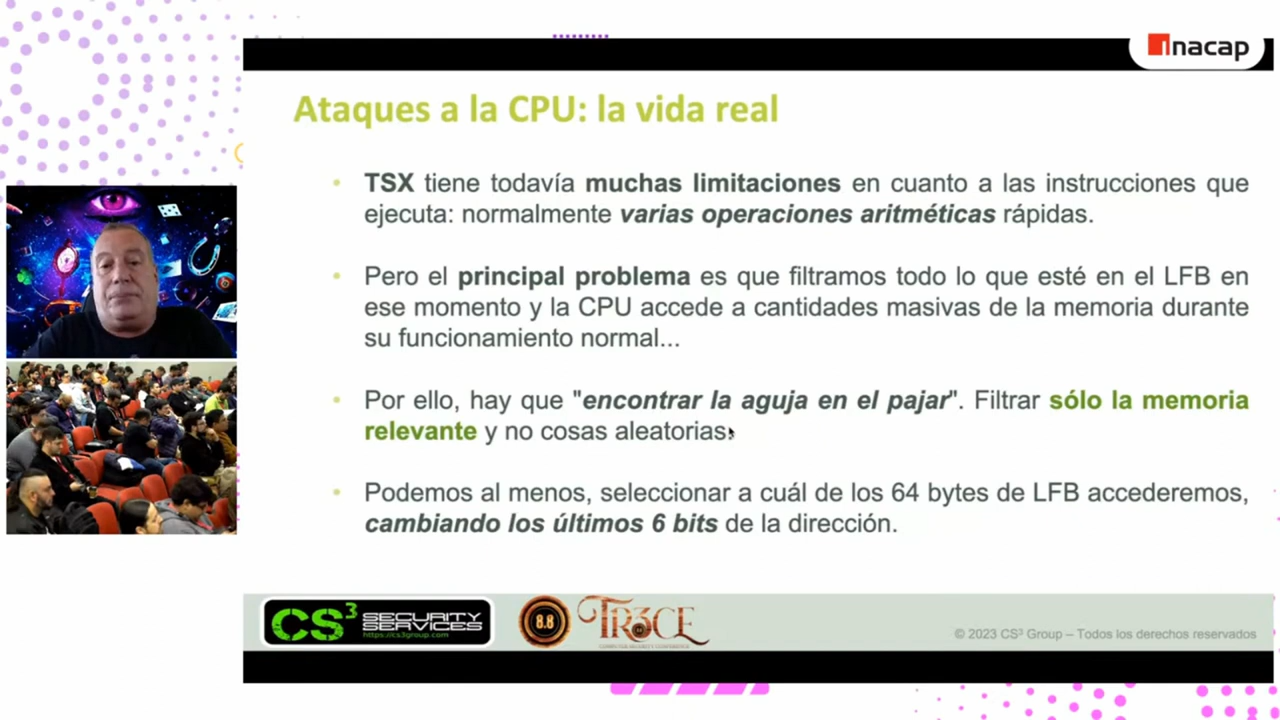 ınacap
Ataques a la CPU: la vida real
• TSX tiene todavía muchas limitaciones en cuanto a las instrucciones que
ejecuta: normalmente varias operaciones aritméticas rápidas.
• Pero el principal problema es que filtramos todo lo que esté en el LFB en
ese momento y la CPU accede a cantidades masivas de la memoria durante
su funcionamiento normal...
• Por ello, hay que "encontrar la aguja en el pajar". Filtrar sólo la memoria
relevante y no cosas aleatorias.
• Podemos al menos, seleccionar a cuál de los 64 bytes de LFB accederemos,
cambiando los últimos 6 bits de la dirección.
CS³ SECURITY SERVICES
https://cs3group.com
8.8
TR3CE
© 2023 CS³ Group – Todos los derechos reservados